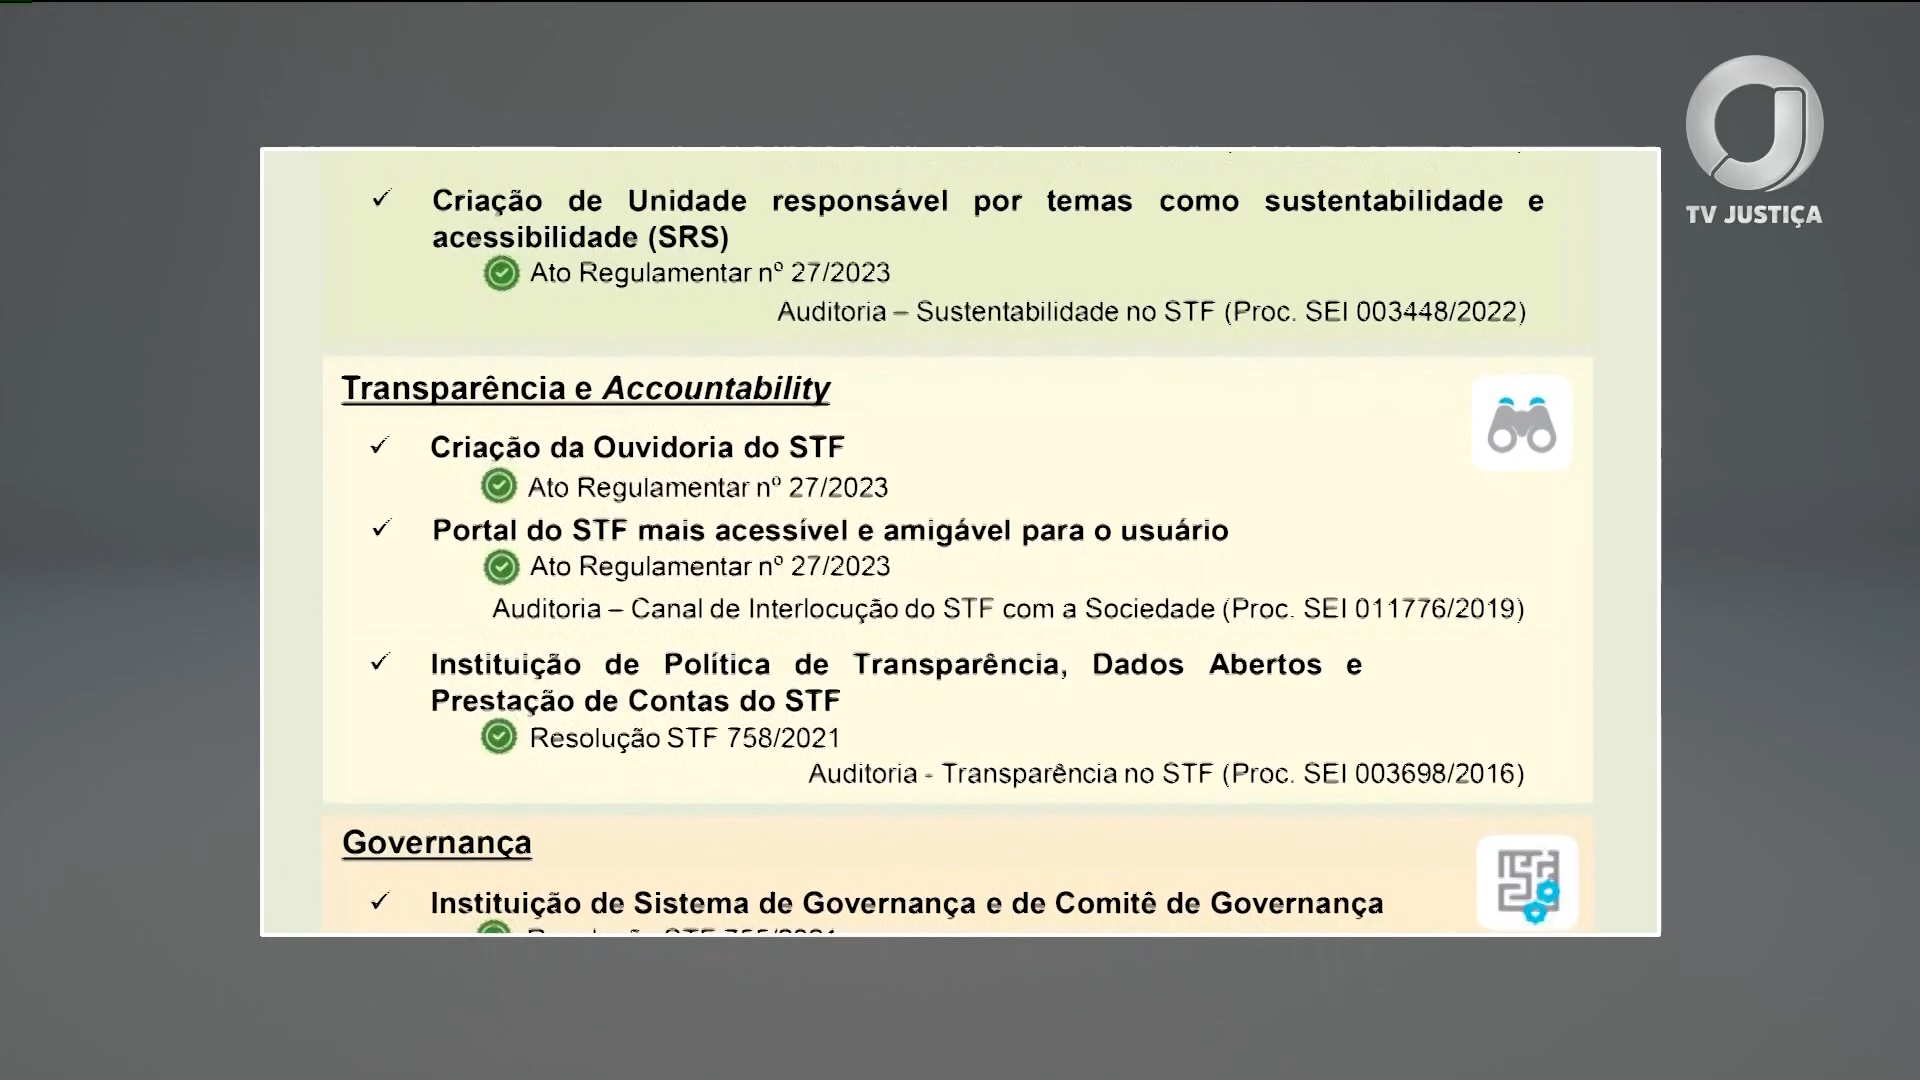 TV JUSTIÇA
Criação de Unidade responsável por temas como sustentabilidade e
acessibilidade (SRS)
Ato Regulamentar nº 27/2023
Auditoria – Sustentabilidade no STF (Proc. SEI 003448/2022)
Transparência e Accountability
Criação da Ouvidoria do STF
Ato Regulamentar nº 27/2023
Portal do STF mais acessível e amigável para o usuário
Ato Regulamentar nº 27/2023
Auditoria – Canal de Interlocução do STF com a Sociedade (Proc. SEI 011776/2019)
Instituição de Política de Transparência, Dados Abertos e
Prestação de Contas do STF
Resolução STF 758/2021
Auditoria - Transparência no STF (Proc. SEI 003698/2016)
Governança
Instituição de Sistema de Governança e de Comitê de Governança